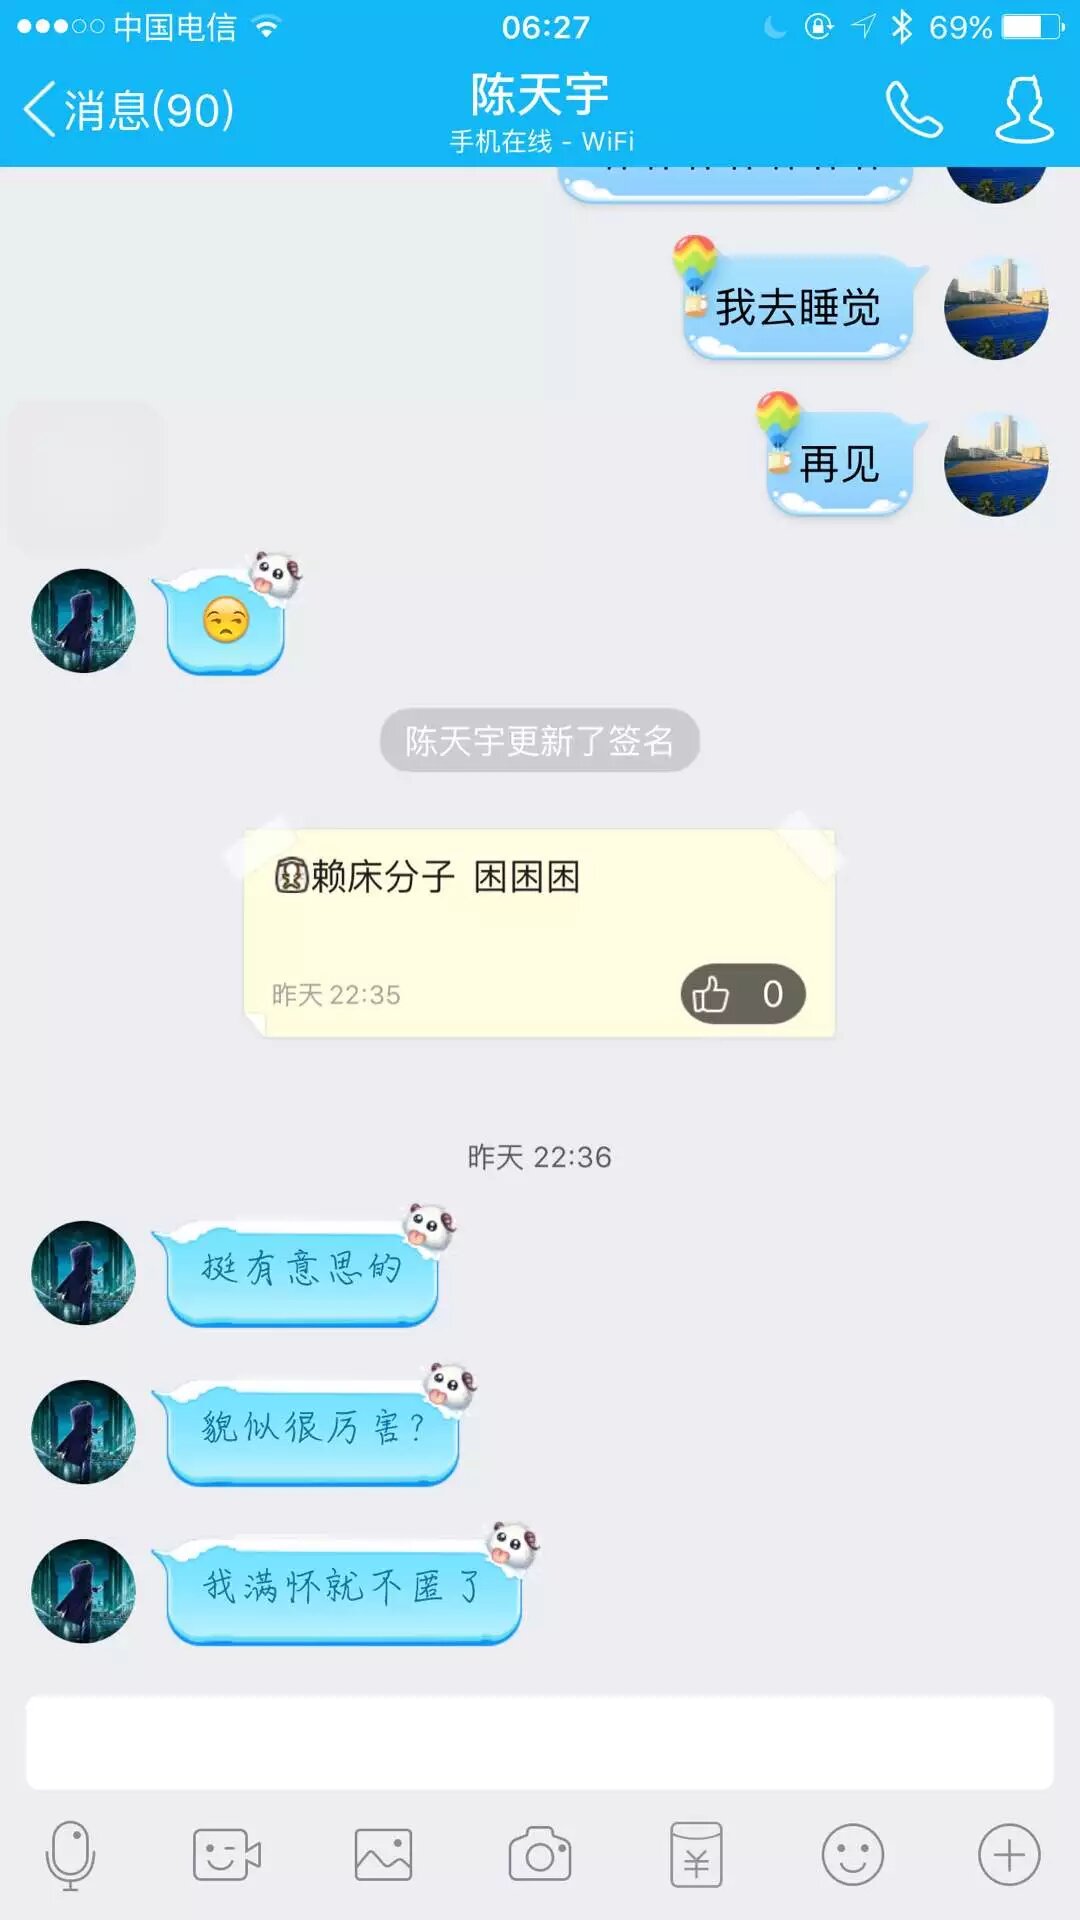 中国电信
06:27
69%
消息(90)
陈天宇
手机在线 - WiFi
我去睡觉
再见
陈天宇更新了签名
赖床分子 困困困
昨天 22:35
0
昨天 22:36
挺有意思的
貌似很厉害?
我满怀就不匿了